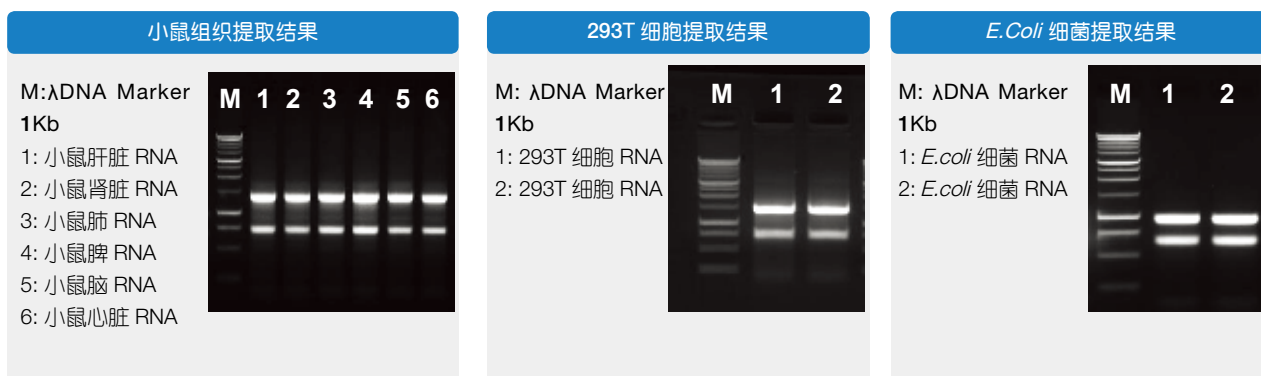 小鼠组织提取结果
M:λDNA Marker
1Kb
1: 小鼠肝脏 RNA
2: 小鼠肾脏 RNA
3: 小鼠肺 RNA
4: 小鼠脾 RNA
5: 小鼠脑 RNA
6: 小鼠心脏 RNA
M 1 2 3 4 5 6
293T 细胞提取结果
M: λDNA Marker
1Kb
1: 293T 细胞 RNA
2: 293T 细胞 RNA
M 1 2
E.Coli 细菌提取结果
M: λDNA Marker
1Kb
1: E.coli 细菌 RNA
2: E.coli 细菌 RNA
M 1 2